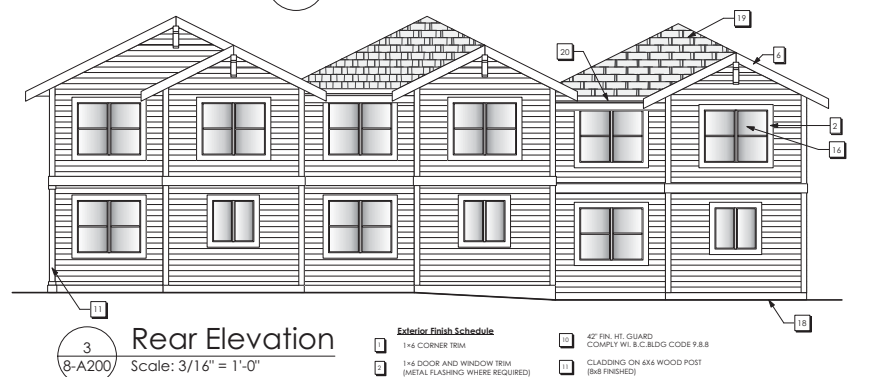 19
20
6
2
16
11
18
3
8-A200
Rear Elevation
Scale: 3/16" = 1'-0"
Exterior Finish Schedule
1 1×6 CORNER TRIM
2 1×6 DOOR AND WINDOW TRIM
(METAL FLASHING WHERE REQUIRED)
10 42" FIN. HT. GUARD
COMPLY WI. B.C.BLDG CODE 9.8.8
11 CLADDING ON 6X6 WOOD POST
(8x8 FINISHED)